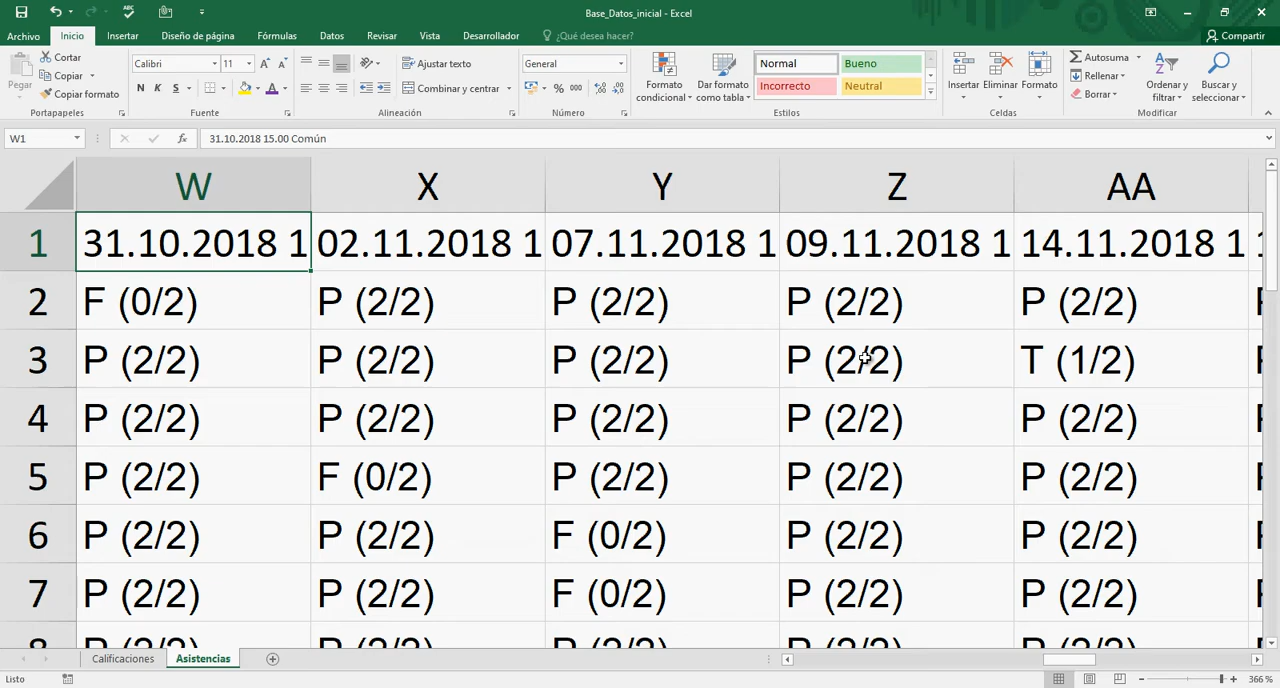 ABC
Base_Datos_inicial - Excel
Archivo Inicio Insertar Diseño de página Fórmulas Datos Revisar Vista Desarrollador ¿Qué desea hacer? Compartir
Pegar
Cortar
Copiar
Copiar formato
Portapapeles
Calibri 11
N K S
Fuente
Ajustar texto
Combinar y centrar
Alineación
General
% 000
Número
Formato condicional
Dar formato como tabla
Normal Bueno
Incorrecto Neutral
Estilos
Insertar Eliminar Formato
Celdas
Autosuma
Rellenar
Borrar
Ordenar y filtrar
Buscar y seleccionar
Modificar
W1 fx 31.10.2018 15.00 Común
W X Y Z AA
1 31.10.2018 1 02.11.2018 1 07.11.2018 1 09.11.2018 1 14.11.2018 1
2 F (0/2) P (2/2) P (2/2) P (2/2) P (2/2)
3 P (2/2) P (2/2) P (2/2) P (2/2) T (1/2)
4 P (2/2) P (2/2) P (2/2) P (2/2) P (2/2)
5 P (2/2) F (0/2) P (2/2) P (2/2) P (2/2)
6 P (2/2) P (2/2) F (0/2) P (2/2) P (2/2)
7 P (2/2) P (2/2) F (0/2) P (2/2) P (2/2)
Calificaciones Asistencias
Listo 366 %